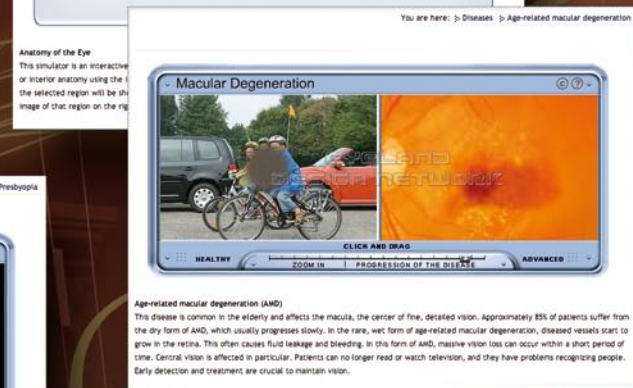 You are here: Diseases Age-related macular degeneration
Anatomy of the Eye
This simulator is an interactive
or interior anatomy using the
the selected region will be
image of that region on the
Presbyopia
Macular Degeneration
EYELAND
DESIGN NETWORK
CLICK AND DRAG
HEALTHY
ZOOM IN
PROGRESSION OF THE DISEASE
ADVANCED
Age-related macular degeneration (AMD)
This disease is common in the elderly and affects the macula, the center of fine, detailed vision. Approximately 85% of patients suffer from
the dry form of AMD, which usually progresses slowly. In the rare, wet form of age-related macular degeneration, diseased vessels start to
grow in the retina. This often causes fluid leakage and bleeding. In this form of AMD, massive vision loss can occur within a short period of
time. Central vision is affected in particular. Patients can no longer read or watch television, and they have problems recognizing people.
Early detection and treatment are crucial to maintain vision.